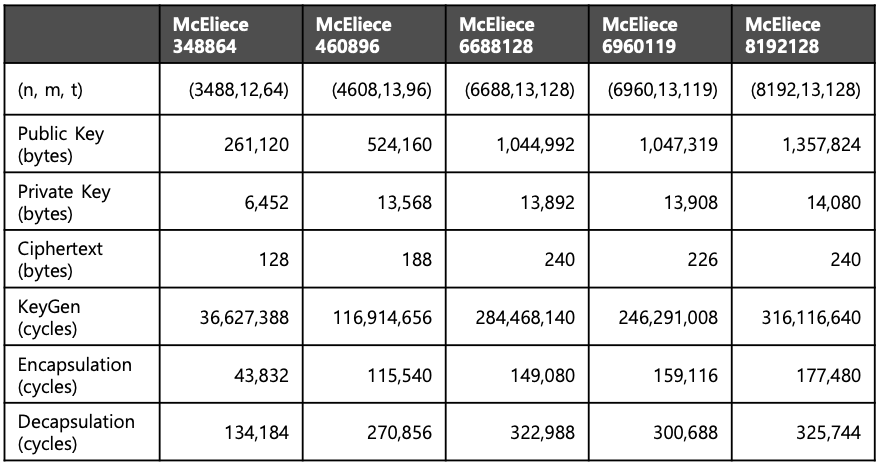 McEliece 348864 McEliece 460896 McEliece 6688128 McEliece 6960119 McEliece 8192128
(n, m, t) (3488,12,64) (4608,13,96) (6688,13,128) (6960,13,119) (8192,13,128)
Public Key (bytes) 261,120 524,160 1,044,992 1,047,319 1,357,824
Private Key (bytes) 6,452 13,568 13,892 13,908 14,080
Ciphertext (bytes) 128 188 240 226 240
KeyGen (cycles) 36,627,388 116,914,656 284,468,140 246,291,008 316,116,640
Encapsulation (cycles) 43,832 115,540 149,080 159,116 177,480
Decapsulation (cycles) 134,184 270,856 322,988 300,688 325,744